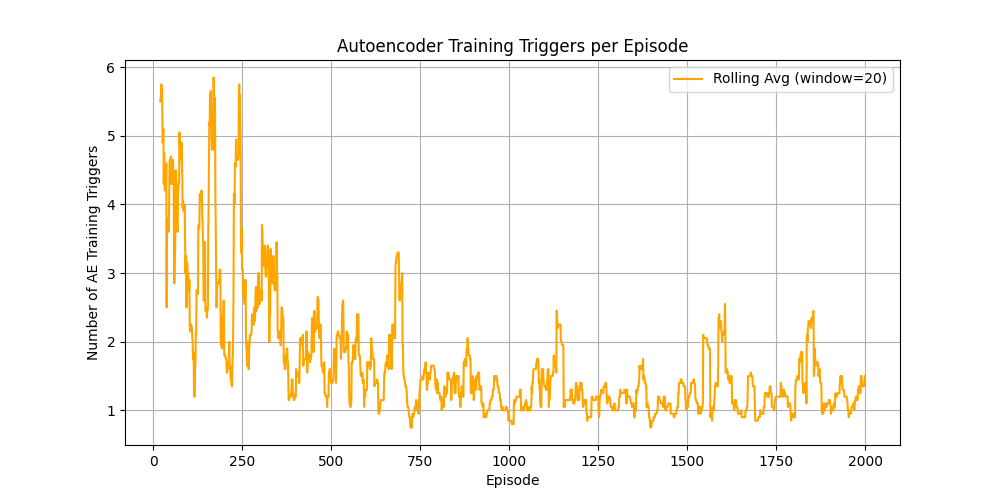 Autoencoder Training Triggers per Episode
Rolling Avg (window=20)
Number of AE Training Triggers
6
5
4
3
2
1
0 250 500 750 1000 1250 1500 1750 2000
Episode